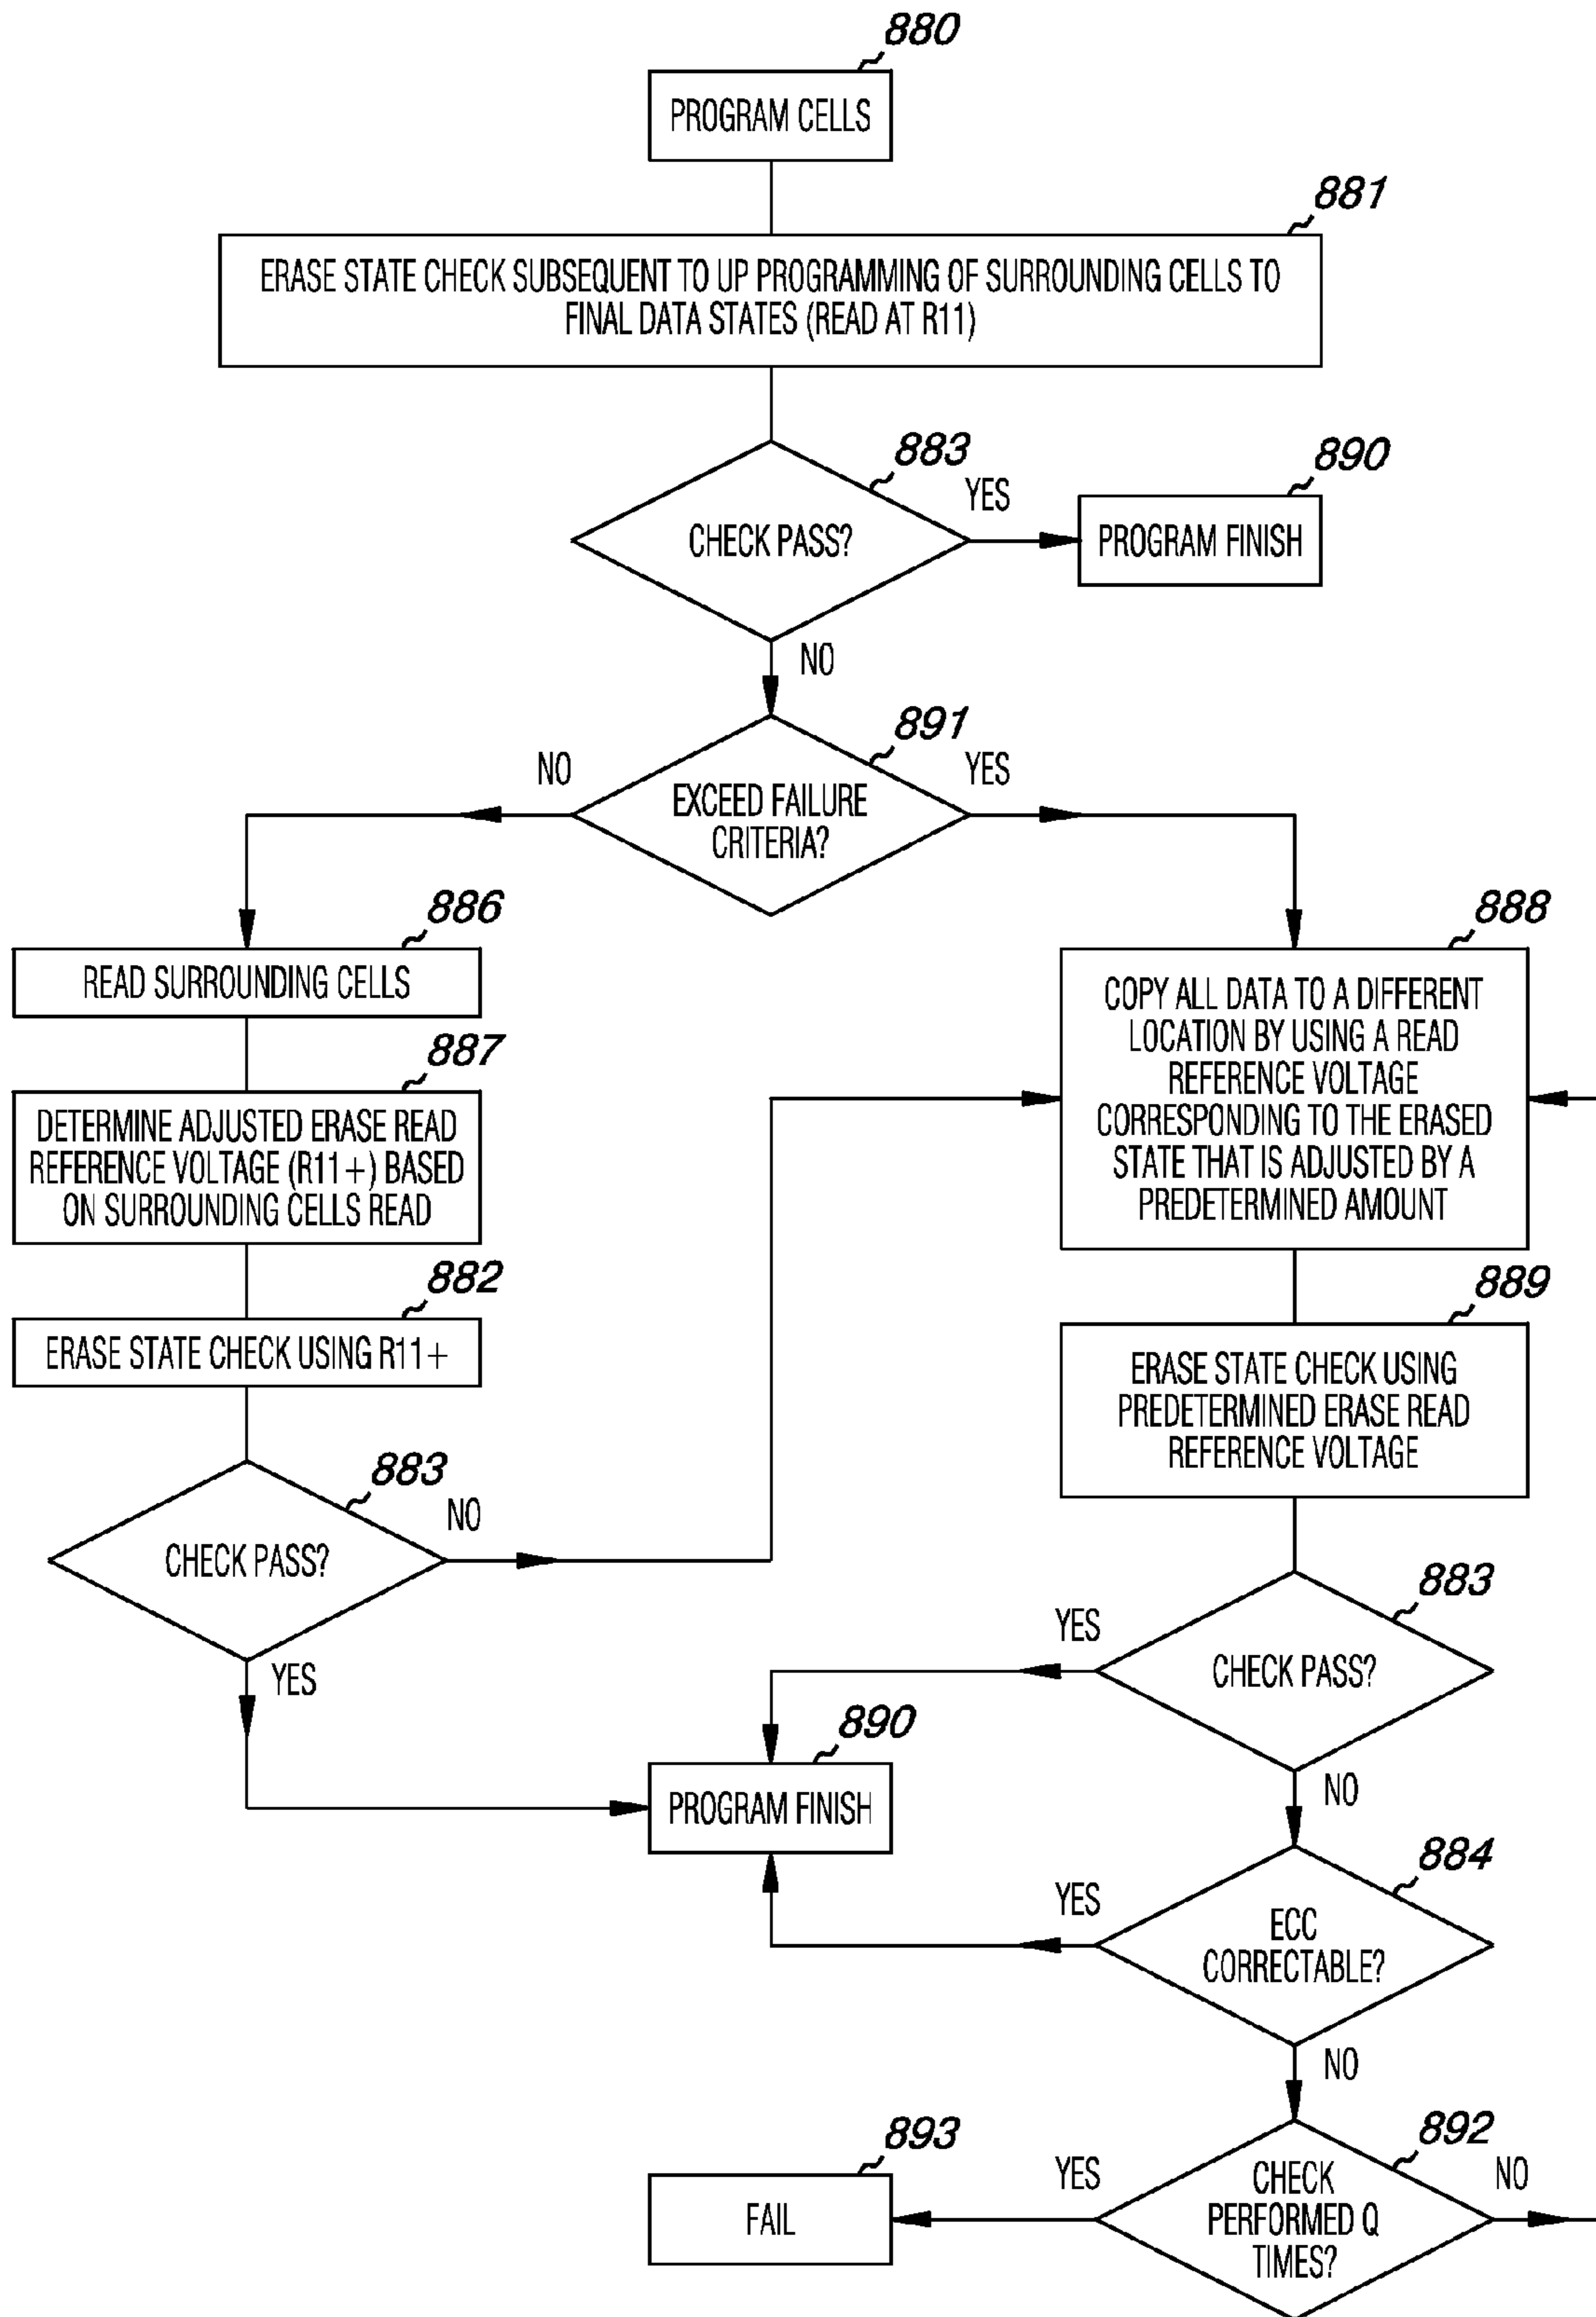 880
PROGRAM CELLS
881
ERASE STATE CHECK SUBSEQUENT TO UP PROGRAMMING OF SURROUNDING CELLS TO
FINAL DATA STATES (READ AT R11)
883
CHECK PASS?
YES
890
PROGRAM FINISH
NO
891
EXCEED FAILURE
CRITERIA?
NO
YES
886
READ SURROUNDING CELLS
887
DETERMINE ADJUSTED ERASE READ
REFERENCE VOLTAGE (R11+) BASED
ON SURROUNDING CELLS READ
882
ERASE STATE CHECK USING R11+
883
CHECK PASS?
NO
YES
888
COPY ALL DATA TO A DIFFERENT
LOCATION BY USING A READ
REFERENCE VOLTAGE
CORRESPONDING TO THE ERASED
STATE THAT IS ADJUSTED BY A
PREDETERMINED AMOUNT
889
ERASE STATE CHECK USING
PREDETERMINED ERASE READ
REFERENCE VOLTAGE
883
CHECK PASS?
YES
NO
890
PROGRAM FINISH
884
ECC
CORRECTABLE?
YES
NO
892
CHECK
PERFORMED Q
TIMES?
YES
NO
893
FAIL